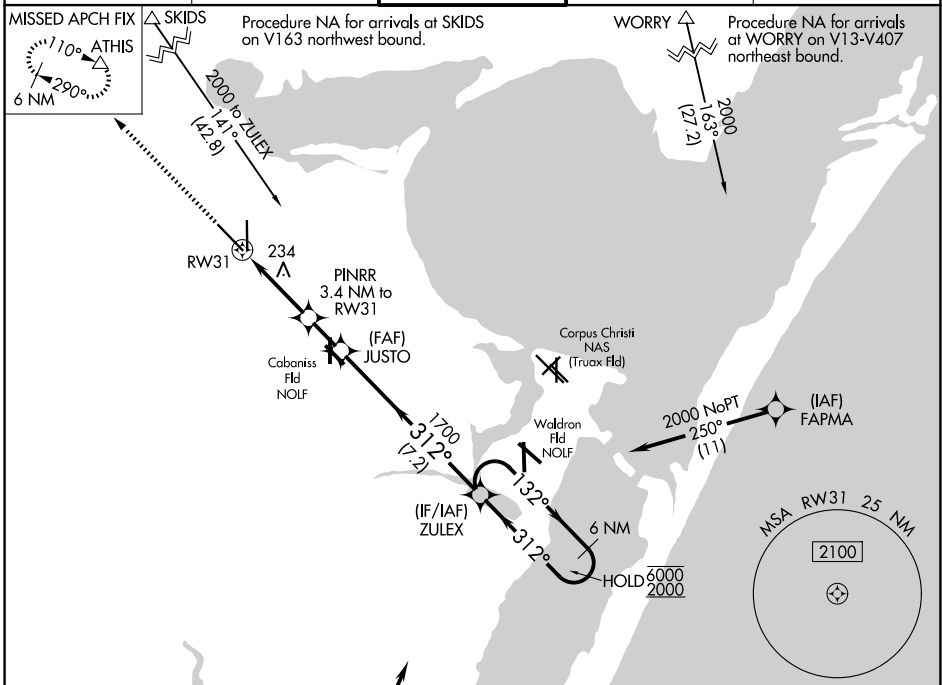 MISSED APCH FIX
110°
ATHIS
290°
6 NM
SKIDS
Procedure NA for arrivals at SKIDS
on V163 northwest bound.
WORRY
Procedure NA for arrivals
at WORRY on V13-V407
northeast bound.
2000 to ZULEX
141°
(42.8)
2000
163°
(27.2)
RW31
234
PINRR
3.4 NM to
RW31
(FAF)
JUSTO
Cabaniss
Fld
NOLF
Corpus Christi
NAS
(Truax Fld)
1700
312°
(7.2)
Waldron
Fld
NOLF
2000 NoPT
250°
(11)
(IAF)
FAPMA
(IF/IAF)
ZULEX
132°
312°
6 NM
HOLD 6000
2000
MSA RW31 25 NM
2100